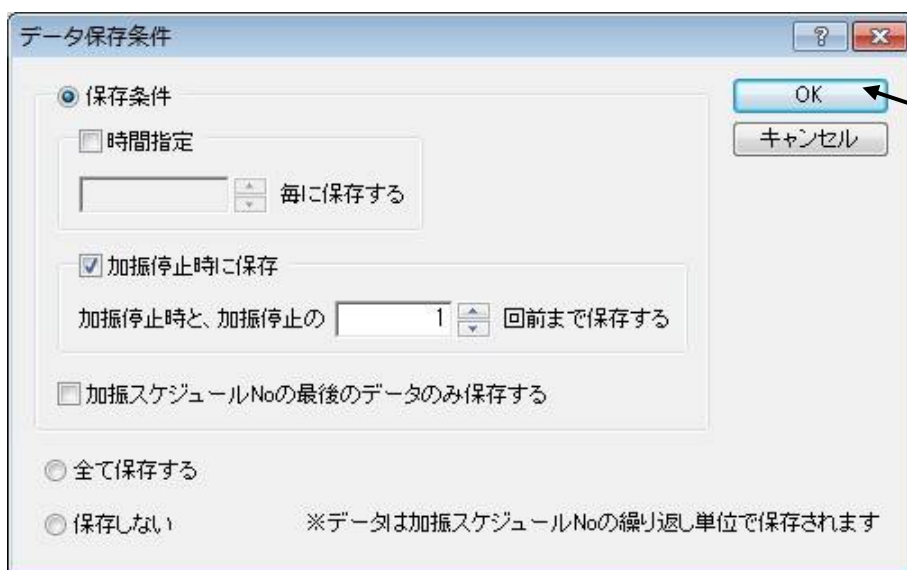 データ保存条件
保存条件
OK
キャンセル
時間指定
毎に保存する
加振停止時に保存
加振停止時と、加振停止の 1 回前まで保存する
加振スケジュールNoの最後のデータのみ保存する
全て保存する
保存しない ※データは加振スケジュールNoの繰り返し単位で保存されます